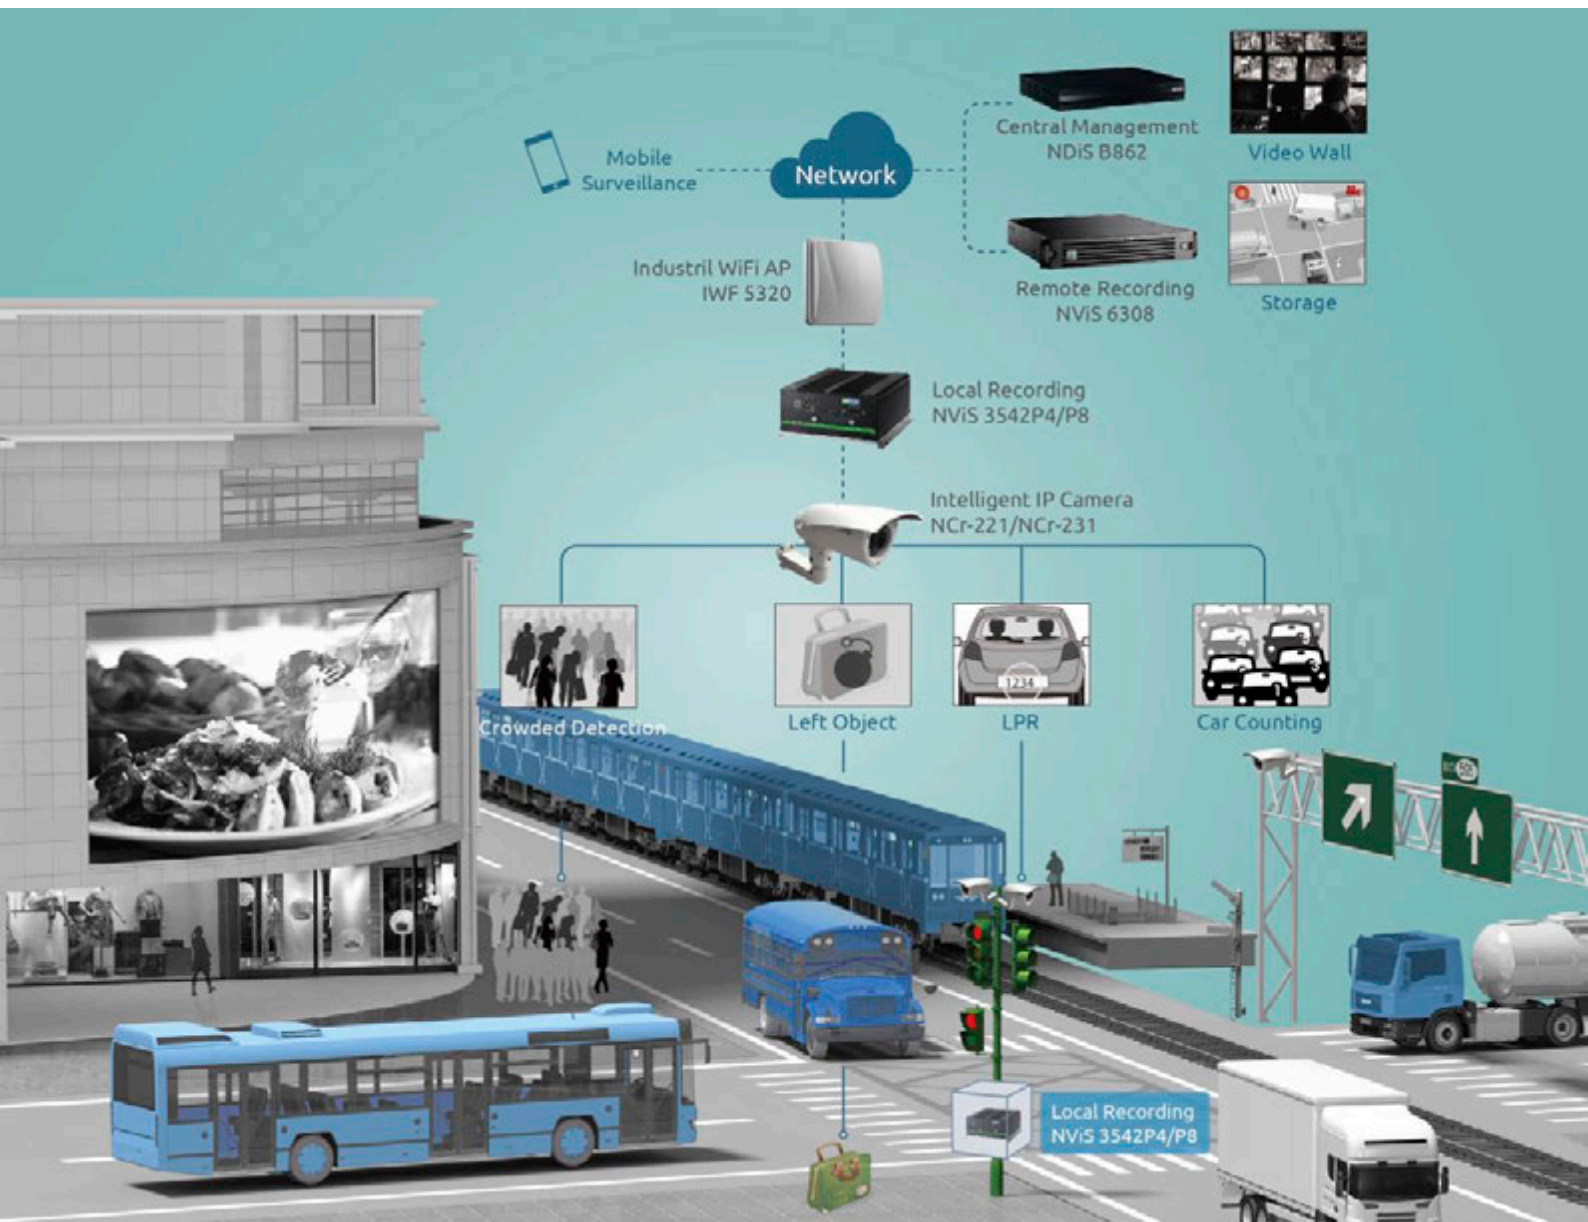 Central Management
NDiS B862
Video Wall
Mobile
Surveillance
Network
Industril WiFi AP
IWF 5320
Remote Recording
NViS 6308
Storage
Local Recording
NViS 3542P4/P8
Intelligent IP Camera
NCr-221/NCr-231
1234
Crowded Detection
Left Object
LPR
Car Counting
Local Recording
NViS 3542P4/P8